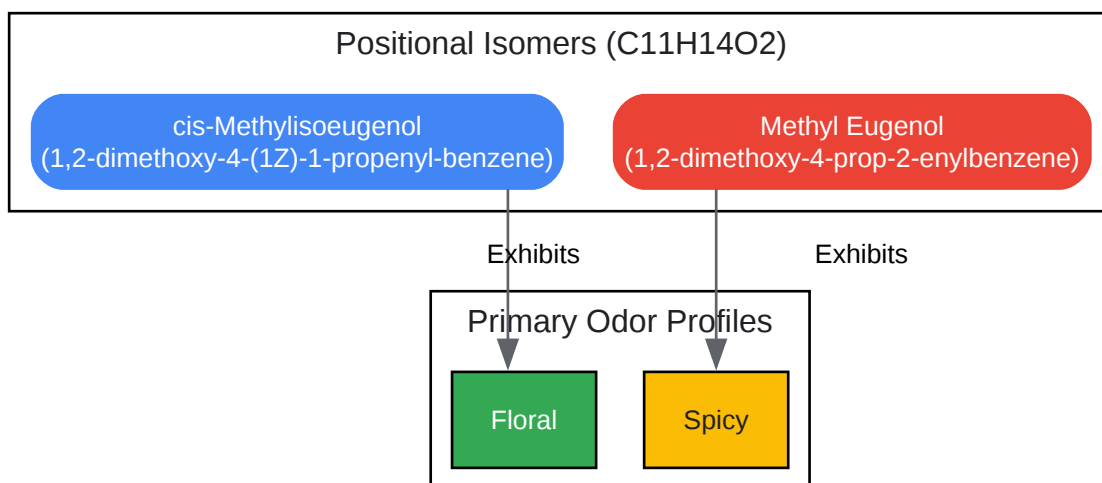 Positional Isomers (C11H14O2)
cis-Methylisoeugenol
(1,2-dimethoxy-4-(1Z)-1-propenyl-benzene)
Methyl Eugenol
(1,2-dimethoxy-4-prop-2-enylbenzene)
Exhibits
Exhibits
Primary Odor Profiles
Floral
Spicy